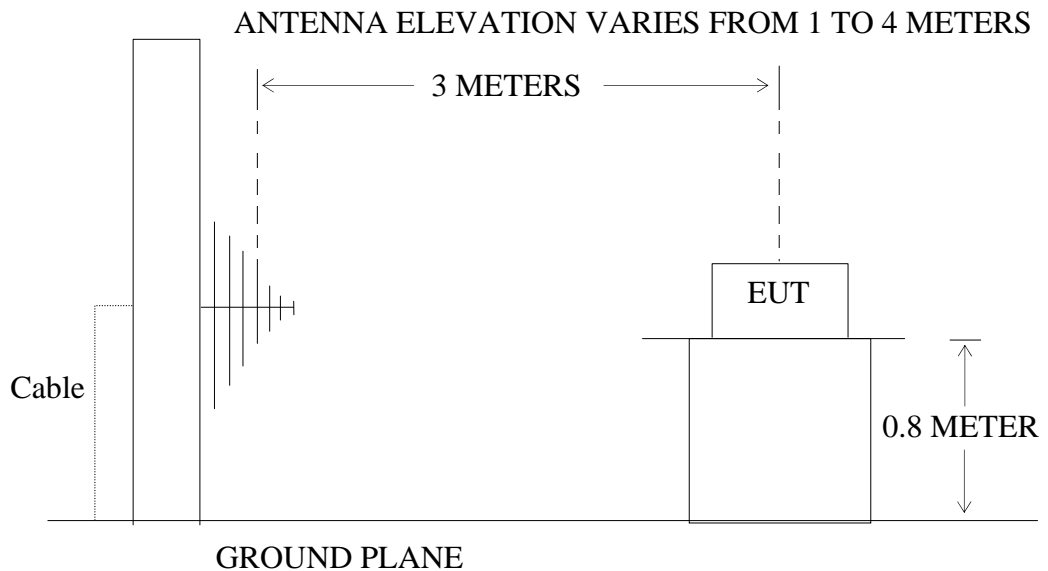 ANTENNA ELEVATION VARIES FROM 1 TO 4 METERS
3 METERS
EUT
Cable
0.8 METER
GROUND PLANE